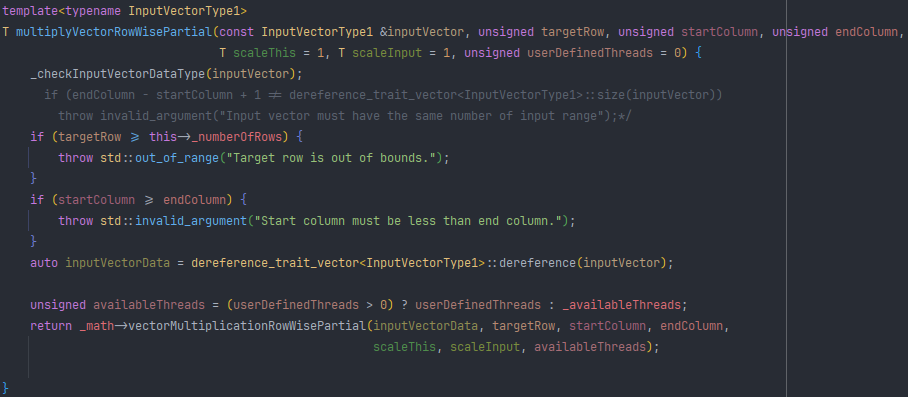 template<typename InputVectorType1>
T multiplyVectorRowWisePartial(const InputVectorType1 &inputVector, unsigned targetRow, unsigned startColumn, unsigned endColumn,
T scaleThis = 1, T scaleInput = 1, unsigned userDefinedThreads = 0) {
_checkInputVectorDataType(inputVector);
if (endColumn - startColumn + 1 != dereference_trait_vector<InputVectorType1>::size(inputVector))
throw invalid_argument("Input vector must have the same number of input range");*/
if (targetRow >= this->_numberOfRows) {
throw std::out_of_range("Target row is out of bounds.");
}
if (startColumn >= endColumn) {
throw std::invalid_argument("Start column must be less than end column.");
}
auto inputVectorData = dereference_trait_vector<InputVectorType1>::dereference(inputVector);
unsigned availableThreads = (userDefinedThreads > 0) ? userDefinedThreads : _availableThreads;
return _math->vectorMultiplicationRowWisePartial(inputVectorData, targetRow, startColumn, endColumn,
scaleThis, scaleInput, availableThreads);
}